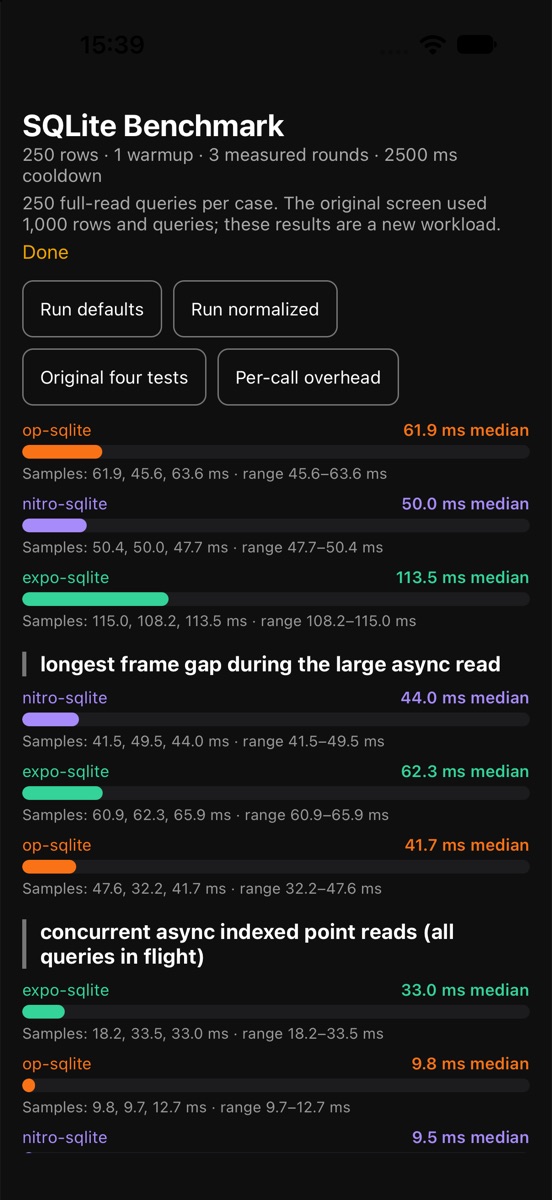 15:39
SQLite Benchmark
250 rows · 1 warmup · 3 measured rounds · 2500 ms
cooldown
250 full-read queries per case. The original screen used
1,000 rows and queries; these results are a new workload.
Done
Run defaults
Run normalized
Original four tests
Per-call overhead
op-sqlite
61.9 ms median
Samples: 61.9, 45.6, 63.6 ms · range 45.6–63.6 ms
nitro-sqlite
50.0 ms median
Samples: 50.4, 50.0, 47.7 ms · range 47.7–50.4 ms
expo-sqlite
113.5 ms median
Samples: 115.0, 108.2, 113.5 ms · range 108.2–115.0 ms
longest frame gap during the large async read
nitro-sqlite
44.0 ms median
Samples: 41.5, 49.5, 44.0 ms · range 41.5–49.5 ms
expo-sqlite
62.3 ms median
Samples: 60.9, 62.3, 65.9 ms · range 60.9–65.9 ms
op-sqlite
41.7 ms median
Samples: 47.6, 32.2, 41.7 ms · range 32.2–47.6 ms
concurrent async indexed point reads (all
queries in flight)
expo-sqlite
33.0 ms median
Samples: 18.2, 33.5, 33.0 ms · range 18.2–33.5 ms
op-sqlite
9.8 ms median
Samples: 9.8, 9.7, 12.7 ms · range 9.7–12.7 ms
nitro-sqlite
9.5 ms median